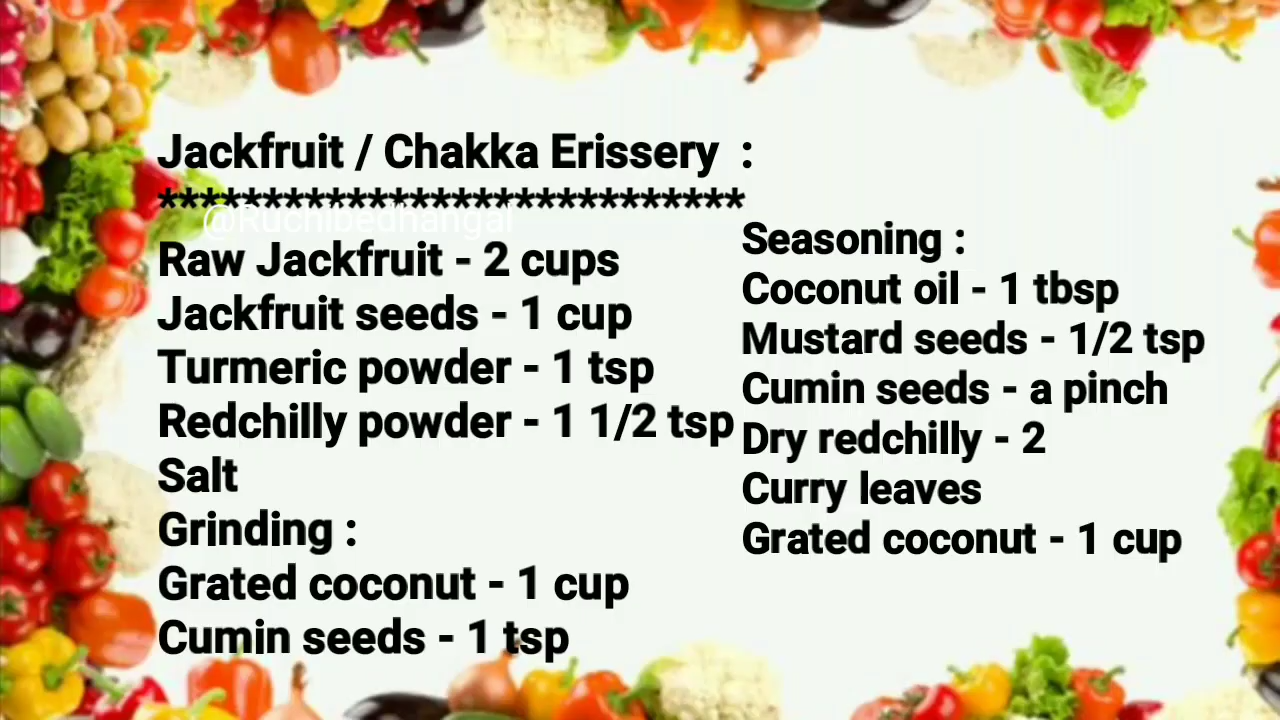 Jackfruit / Chakka Erissery :
****************************
@Ruchibedhangal
Raw Jackfruit - 2 cups
Jackfruit seeds - 1 cup
Turmeric powder - 1 tsp
Redchilly powder - 1 1/2 tsp
Salt
Grinding :
Grated coconut - 1 cup
Cumin seeds - 1 tsp
Seasoning :
Coconut oil - 1 tbsp
Mustard seeds - 1/2 tsp
Cumin seeds - a pinch
Dry redchilly - 2
Curry leaves
Grated coconut - 1 cup